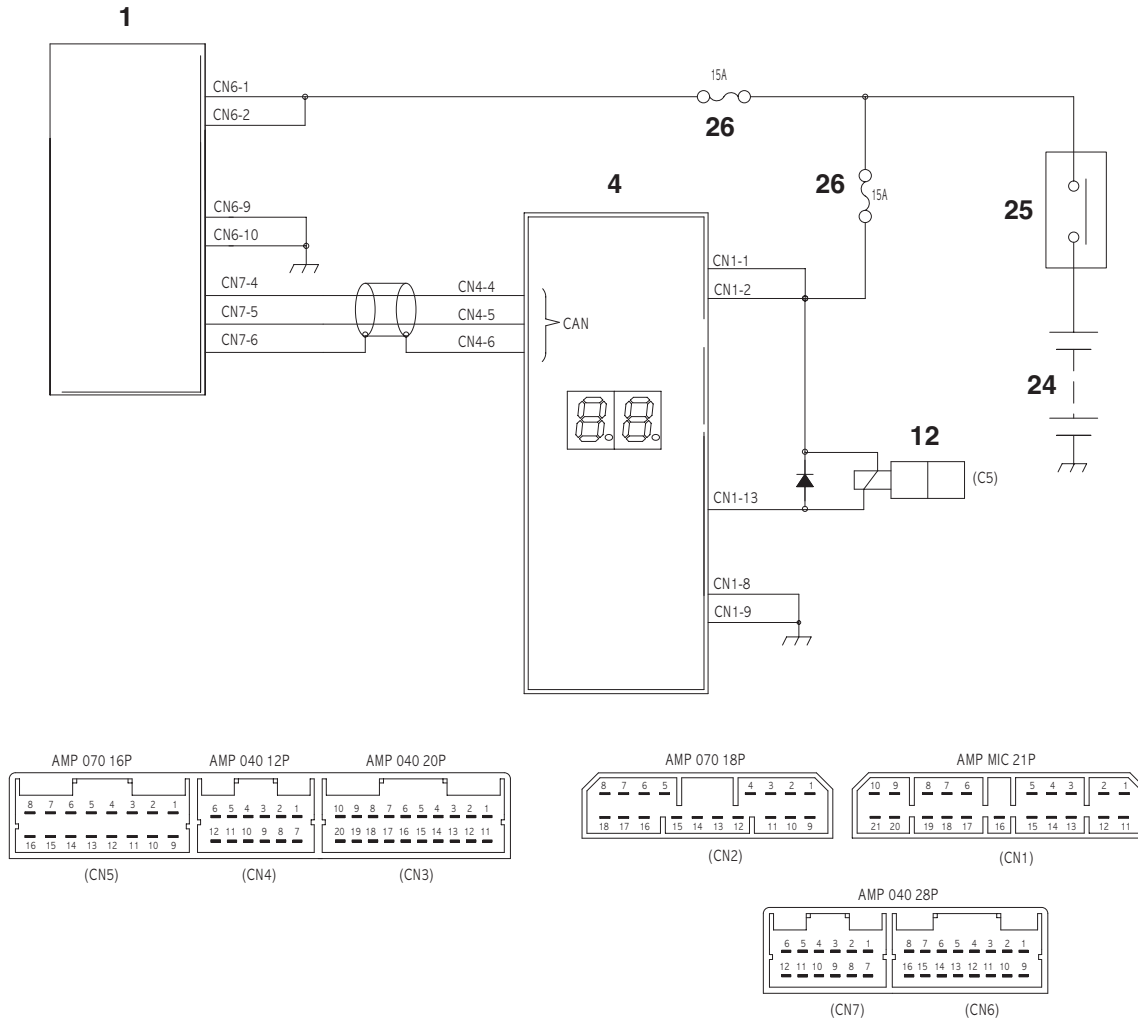 1
CN6-1
CN6-2
15A
26
4
26
15A
25
CN6-9
CN6-10
CN1-1
CN7-4
CN4-4
CN1-2
CN7-5
CN4-5
CAN
CN7-6
CN4-6
24
8.8.
12
CN1-13
(C5)
CN1-8
CN1-9
AMP 070 16P
8 7 6 5 4 3 2 1
16 15 14 13 12 11 10 9
(CN5)
AMP 040 12P
6 5 4 3 2 1
12 11 10 9 8 7
(CN4)
AMP 040 20P
10 9 8 7 6 5 4 3 2 1
20 19 18 17 16 15 14 13 12 11
(CN3)
AMP 070 18P
8 7 6 5 4 3 2 1
18 17 16 15 14 13 12 11 10 9
(CN2)
AMP MIC 21P
10 9 8 7 6 5 4 3 2 1
21 20 19 18 17 16 15 14 13 12 11
(CN1)
AMP 040 28P
6 5 4 3 2 1 8 7 6 5 4 3 2 1
12 11 10 9 8 7 16 15 14 13 12 11 10 9
(CN7) (CN6)